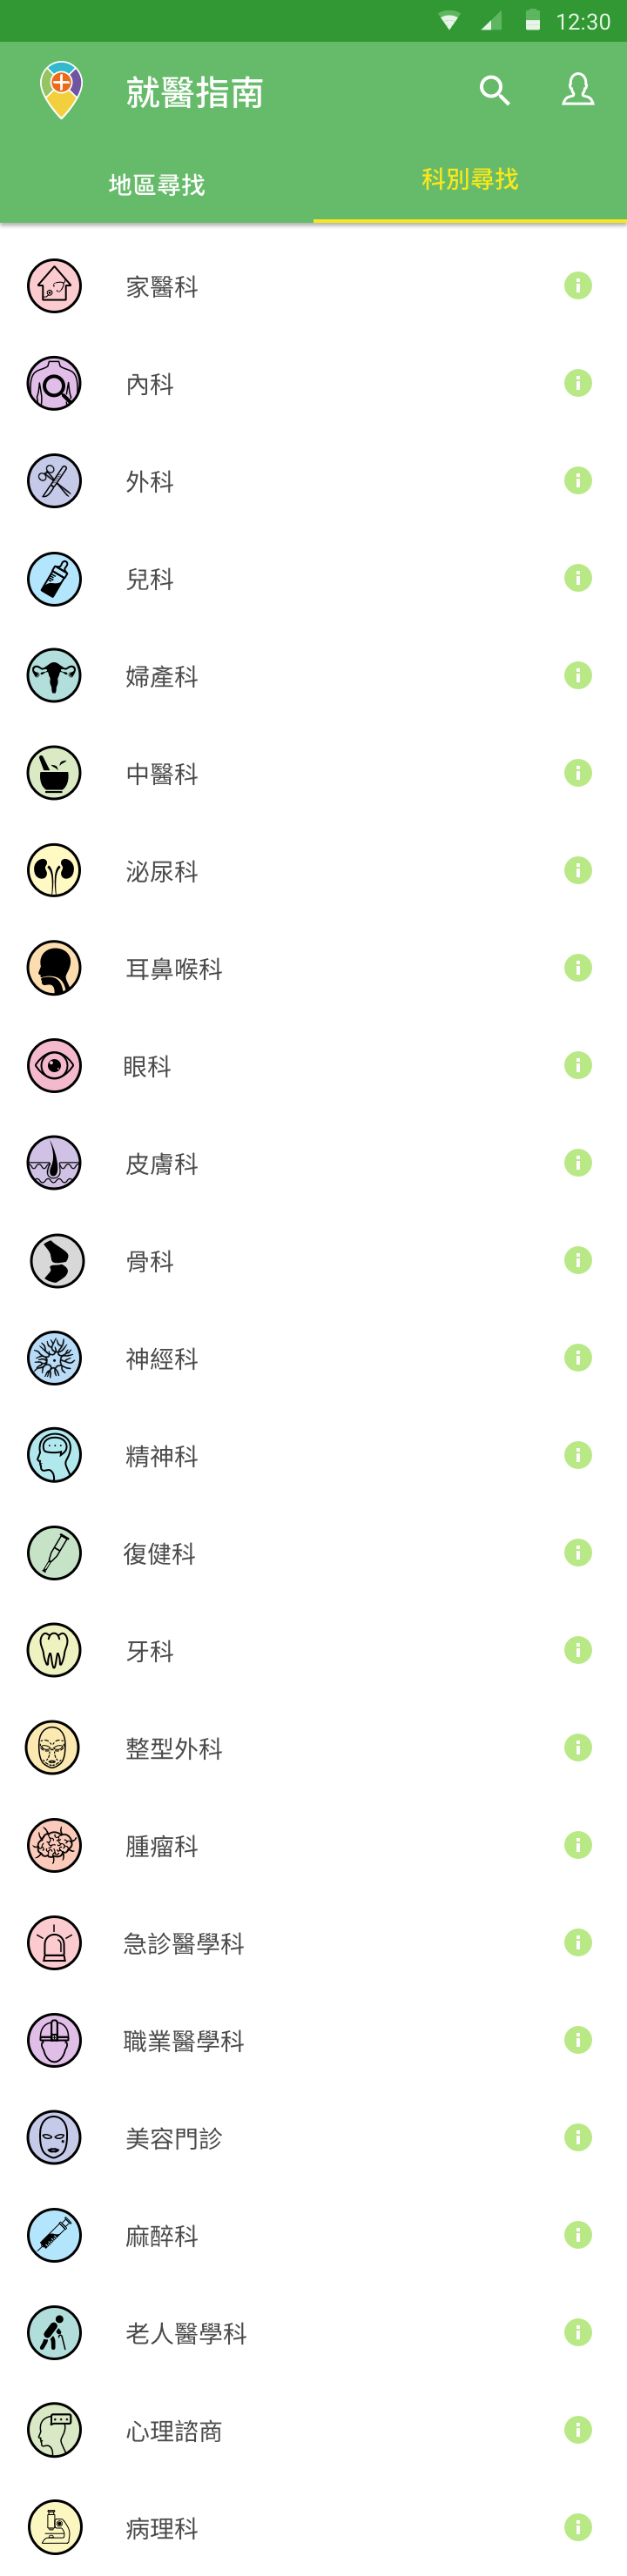 12:30
就醫指南
地區尋找
科別尋找
家醫科
內科
外科
兒科
婦產科
中醫科
泌尿科
耳鼻喉科
眼科
皮膚科
骨科
神經科
精神科
復健科
牙科
整型外科
腫瘤科
急診醫學科
職業醫學科
美容門診
麻醉科
老人醫學科
心理諮商
病理科